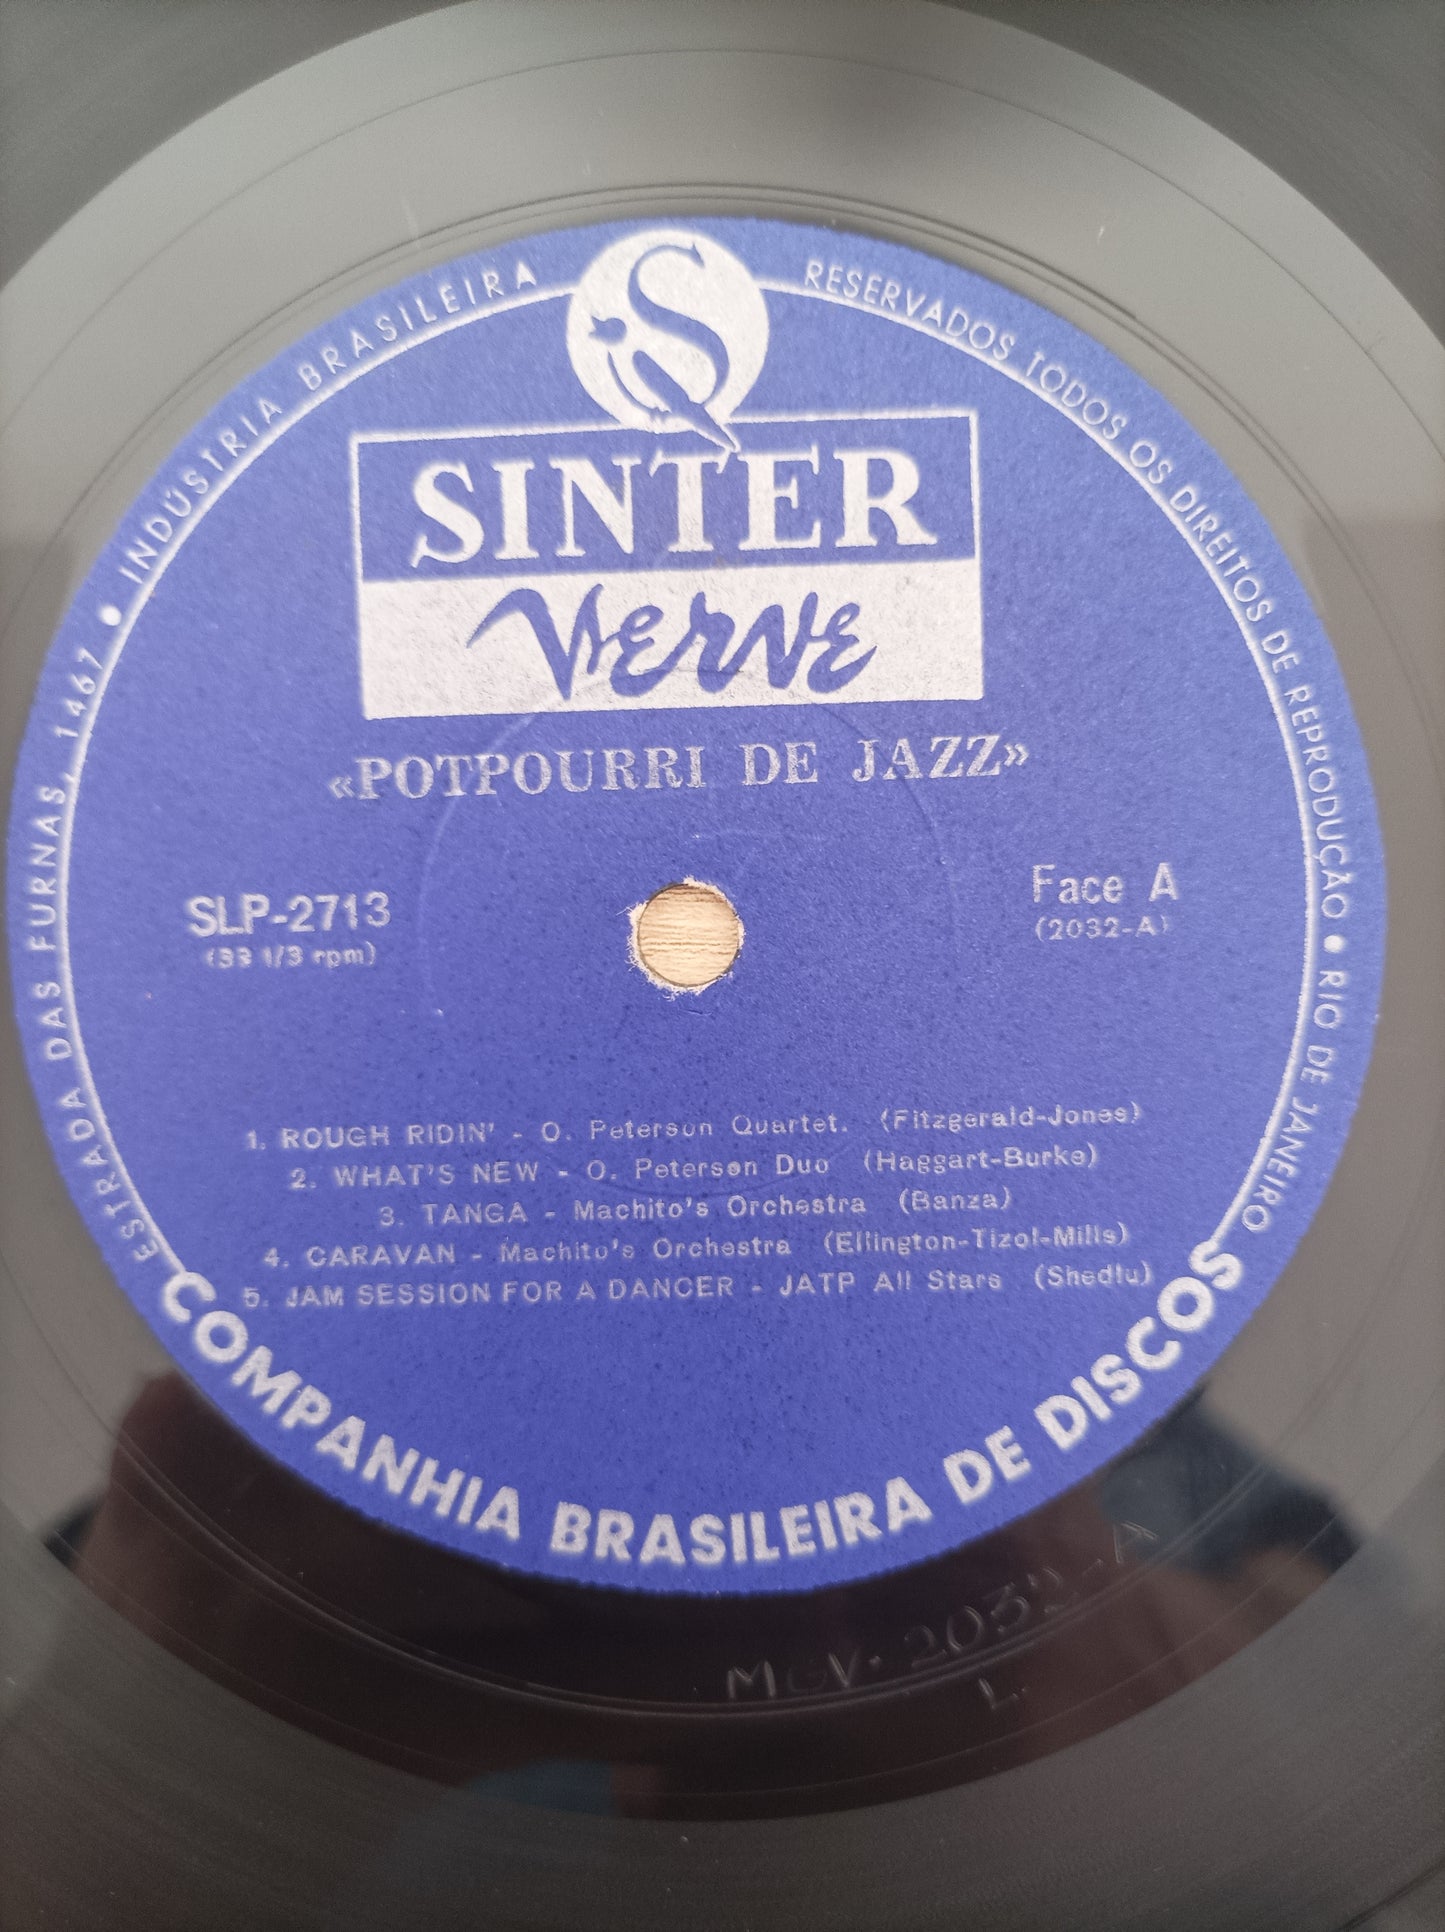 S
SINTER
Verve
«POTPOURRI DE JAZZ»
SLP-2713
(33 1/3 rpm)
Face A
(2032-A)
1. ROUGH RIDIN' - O. Peterson Quartet. (Fitzgerald-Jones)
2. WHAT'S NEW - O. Peterson Duo (Haggart-Burke)
3. TANGA - Machito's Orchestra (Banza)
4. CARAVAN - Machito's Orchestra (Ellington-Tizol-Mills)
5. JAM SESSION FOR A DANCER - JATP All Stars (Shedlu)
ESTRADA DAS FURNAS, 1467 • INDÚSTRIA BRASILEIRA
RESERVADOS TODOS OS DIREITOS DE REPRODUÇÃO • RIO DE JANEIRO
COMPANHIA BRASILEIRA DE DISCOS
MGV. 2032-A
L.